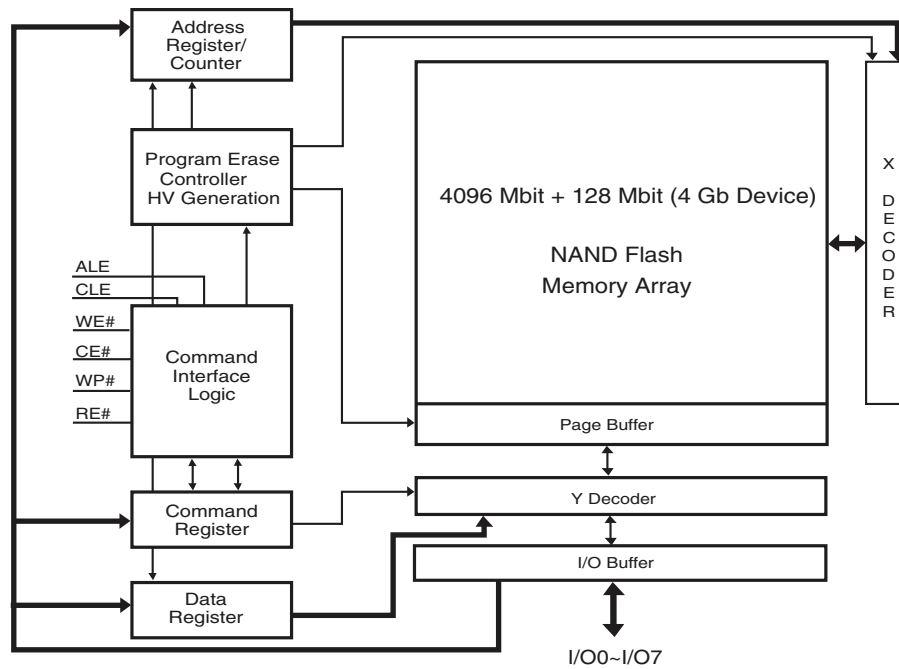 Address
Register/
Counter
Program Erase
Controller
HV Generation
ALE
CLE
WE#
CE#
WP#
RE#
Command
Interface
Logic
Command
Register
Data
Register
4096 Mbit + 128 Mbit (4 Gb Device)
NAND Flash
Memory Array
Page Buffer
Y Decoder
I/O Buffer
I/O0~I/O7
X
D
E
C
O
D
E
R